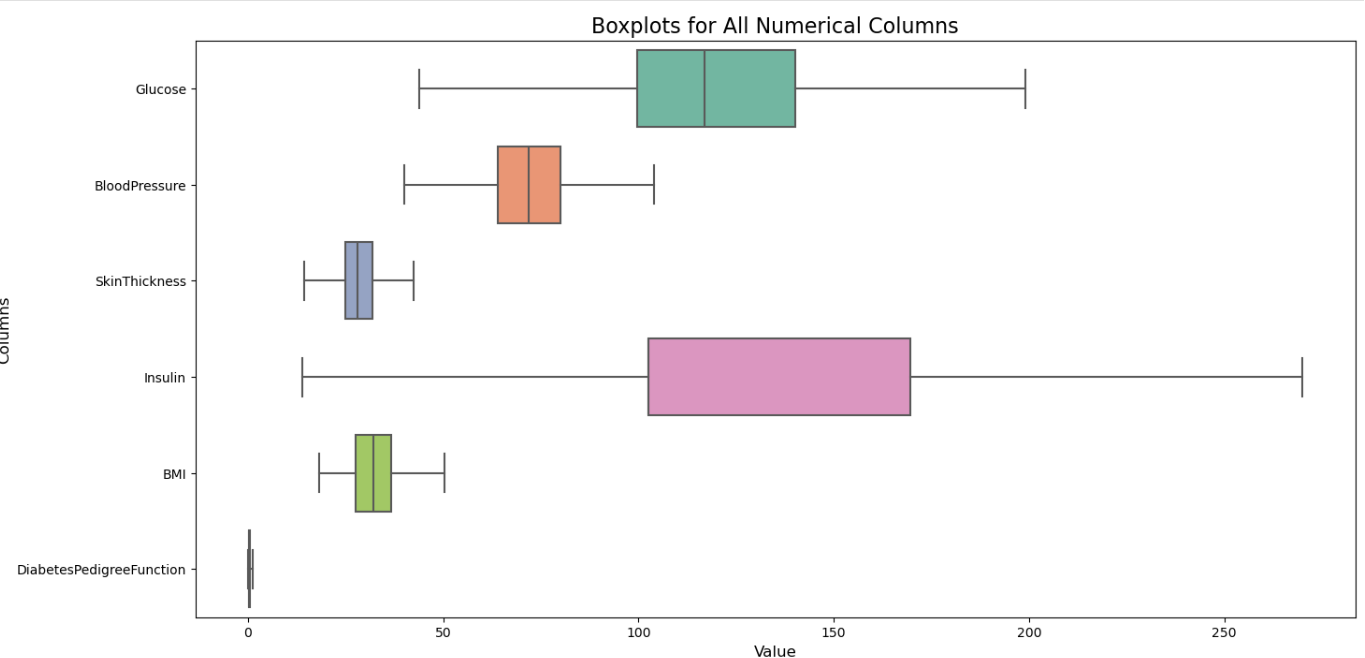 Boxplots for All Numerical Columns
Columns
Glucose
BloodPressure
SkinThickness
Insulin
BMI
DiabetesPedigreeFunction
0 50 100 150 200 250
Value